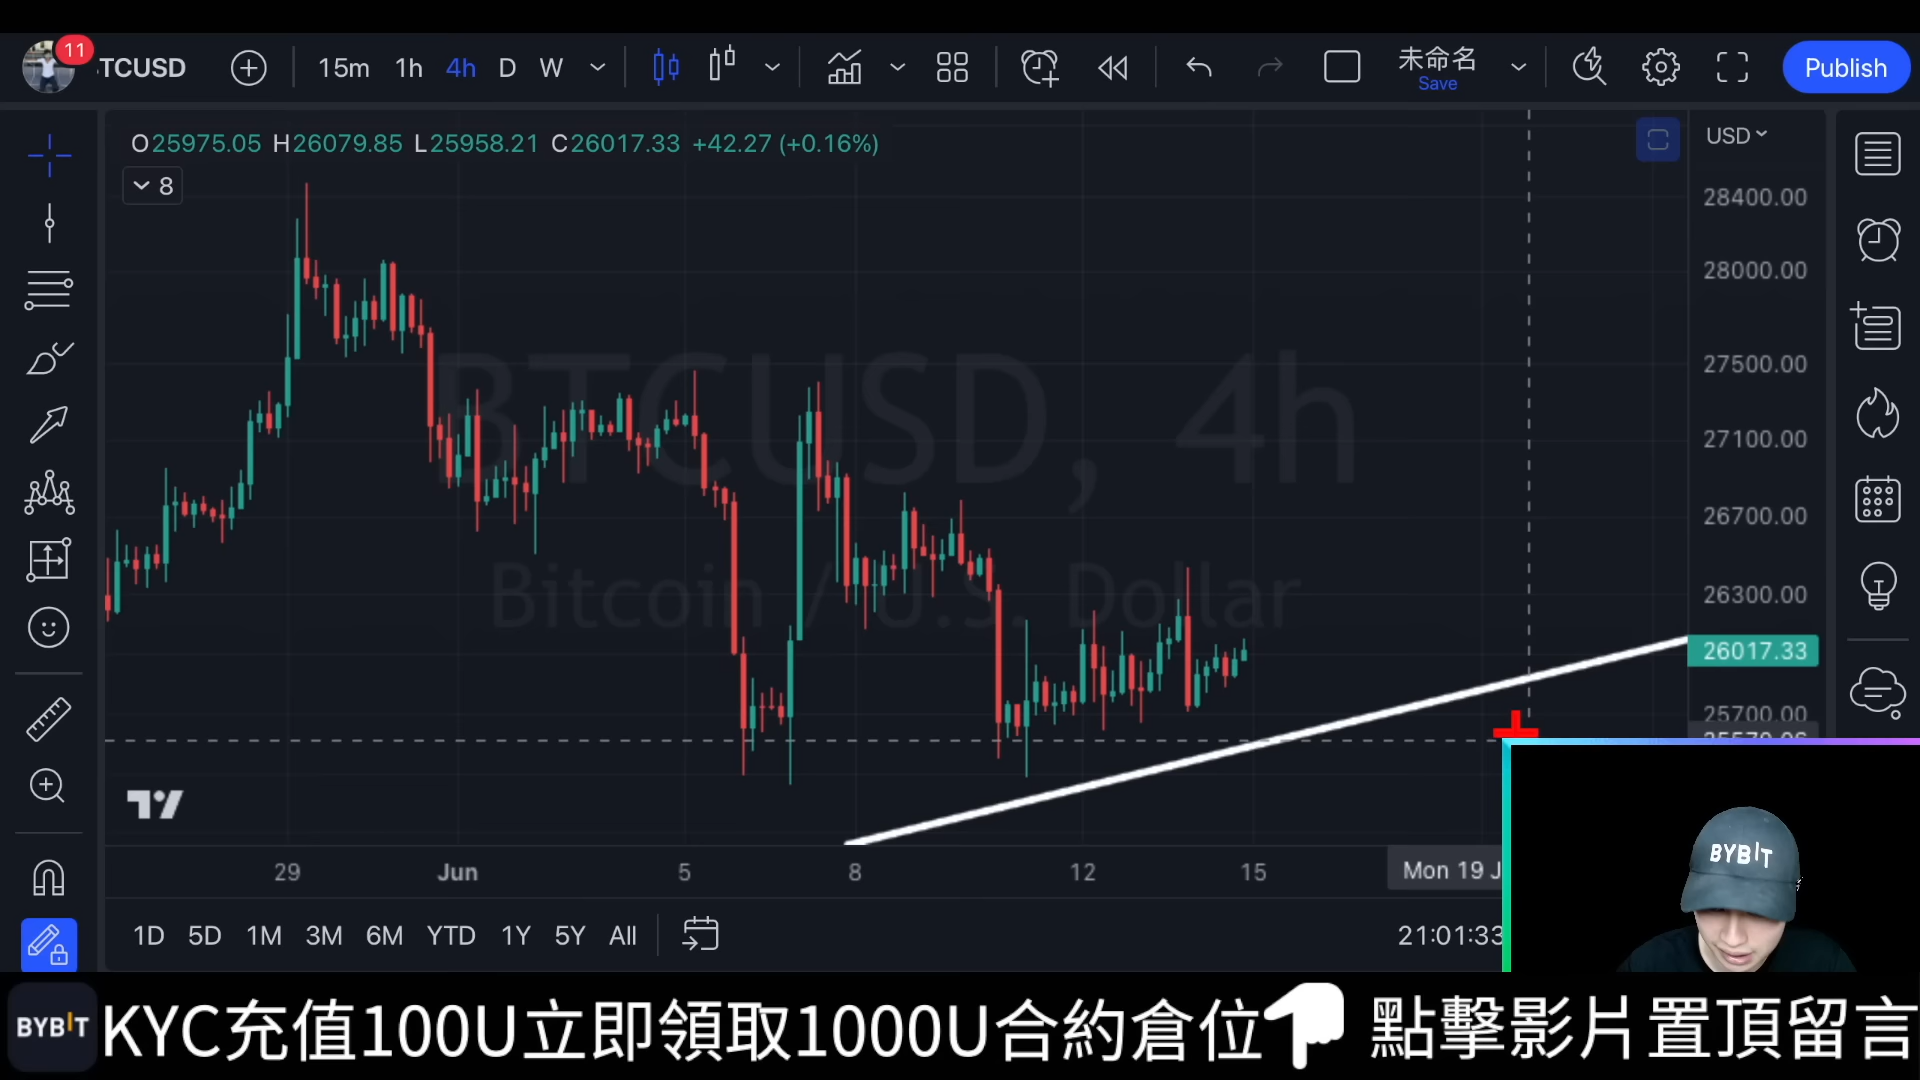 11
TCUSD
15m 1h 4h D W
未命名
Save
Publish
O25975.05 H26079.85 L25958.21 C26017.33 +42.27 (+0.16%)
8
USD
28400.00
28000.00
27500.00
27100.00
26700.00
26300.00
26017.33
25700.00
BTCUSD, 4h
Bitcoin / U.S. Dollar
29 Jun 5 8 12 15 Mon 19 J
1D 5D 1M 3M 6M YTD 1Y 5Y All
21:01:33
BYBIT
BYBIT
KYC充值100U立即領取1000U合約倉位 點擊影片置頂留言